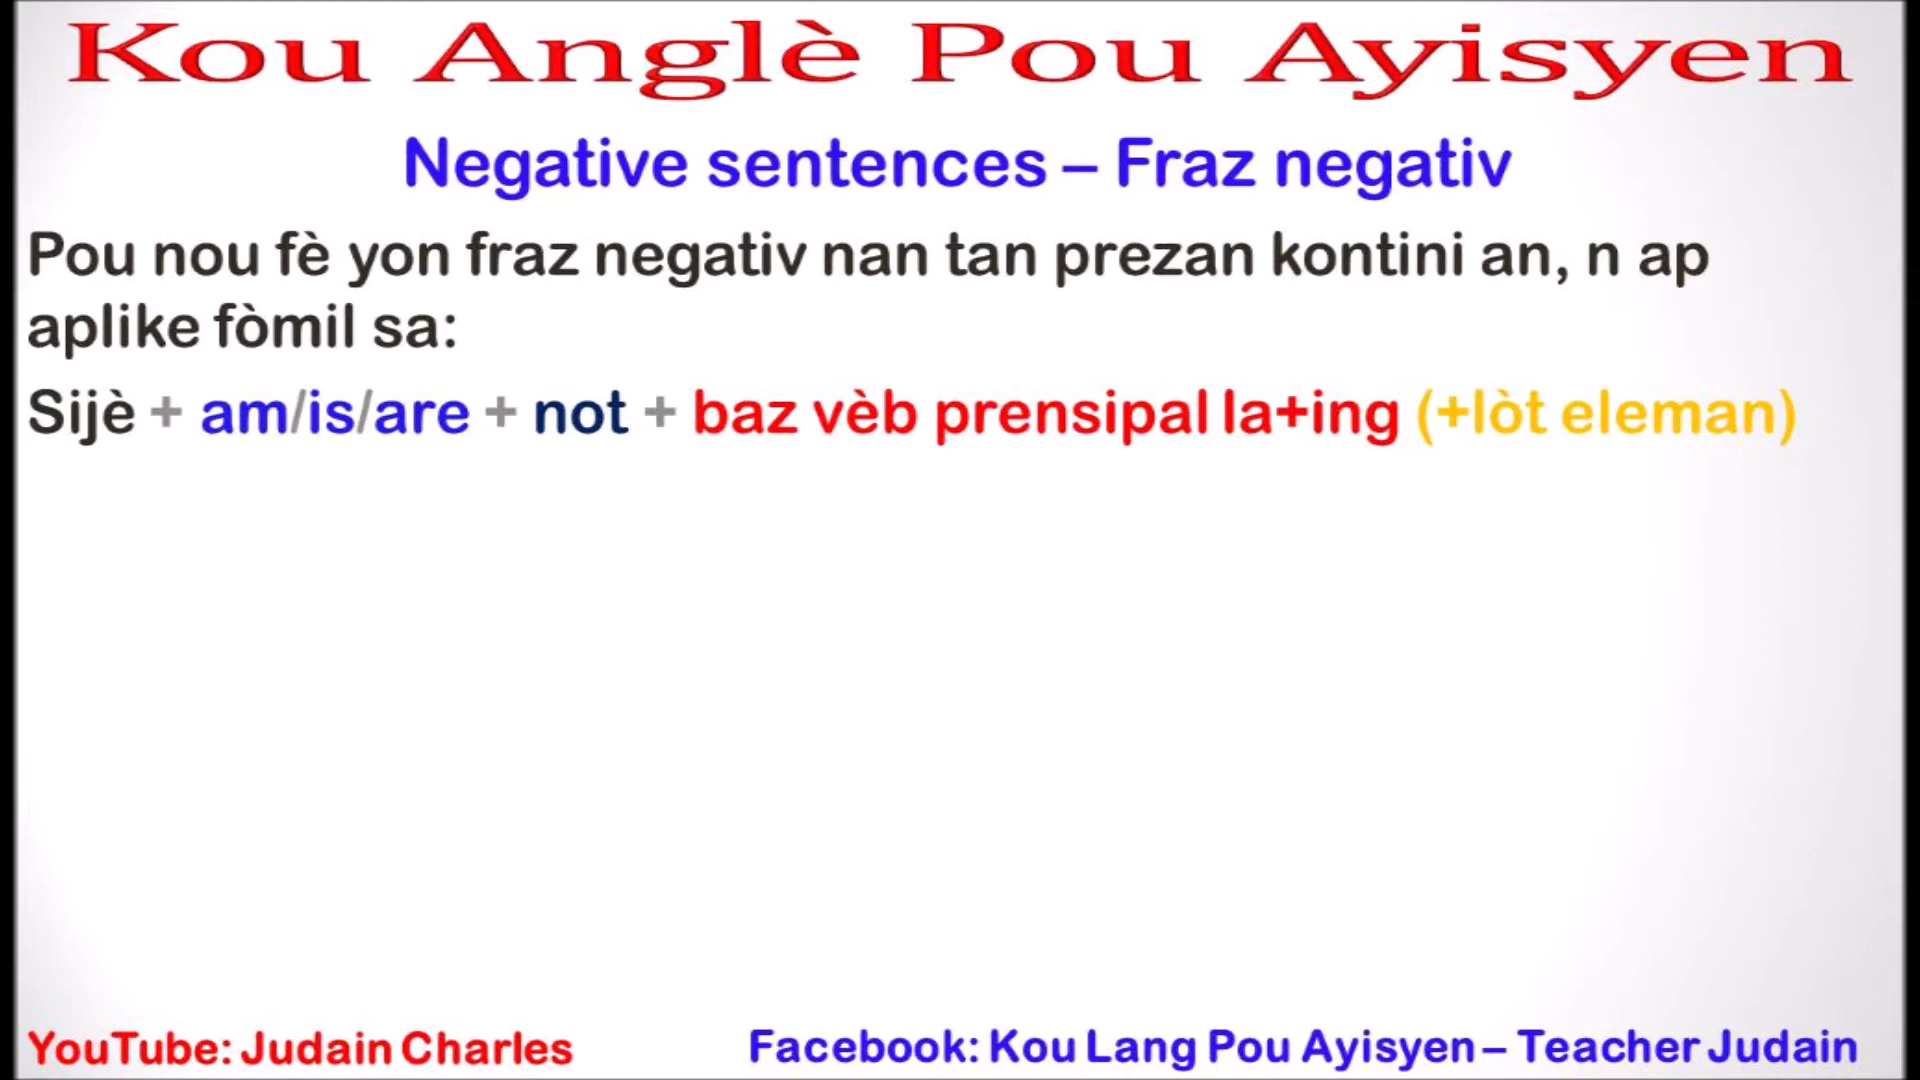 Kou Anglè Pou Ayisyen
Negative sentences – Fraz negativ
Pou nou fè yon fraz negativ nan tan prezan kontini an, n ap
aplike fòmil sa:
Sijè + am/is/are + not + baz vèb prensipal la+ing (+lòt eleman)
YouTube: Judain Charles
Facebook: Kou Lang Pou Ayisyen – Teacher Judain